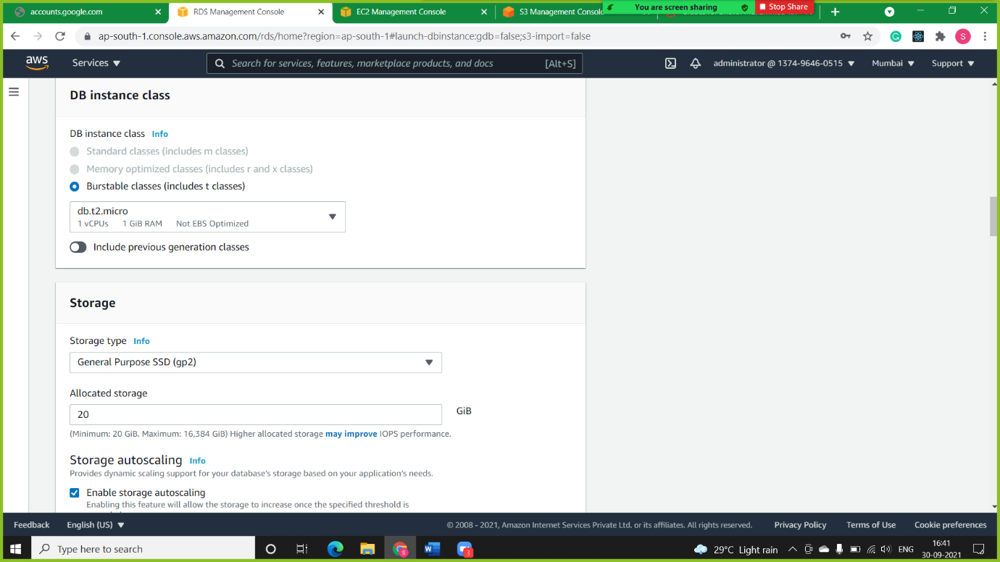 accounts.google.com
RDS Management Console
EC2 Management Console
S3 Management Console
You are screen sharing
Stop Share
ap-south-1.console.aws.amazon.com/rds/home?region=ap-south-1#launch-dbinstance:gdb=false;s3-import=false
S
aws
Services
Search for services, features, marketplace products, and docs
[Alt+S]
administrator @ 1374-9646-0515
Mumbai
Support
DB instance class
DB instance class Info
Standard classes (includes m classes)
Memory optimized classes (includes r and x classes)
Burstable classes (includes t classes)
db.t2.micro
1 vCPUs 1 GiB RAM Not EBS Optimized
Include previous generation classes
Storage
Storage type Info
General Purpose SSD (gp2)
Allocated storage
20
GiB
(Minimum: 20 GiB. Maximum: 16,384 GiB) Higher allocated storage may improve IOPS performance.
Storage autoscaling Info
Provides dynamic scaling support for your database's storage based on your application's needs.
Enable storage autoscaling
Enabling this feature will allow the storage to increase once the specified threshold is
Feedback
English (US)
© 2008 - 2021, Amazon Internet Services Private Ltd. or its affiliates. All rights reserved.
Privacy Policy
Terms of Use
Cookie preferences
Type here to search
29°C Light rain
ENG
16:41
30-09-2021